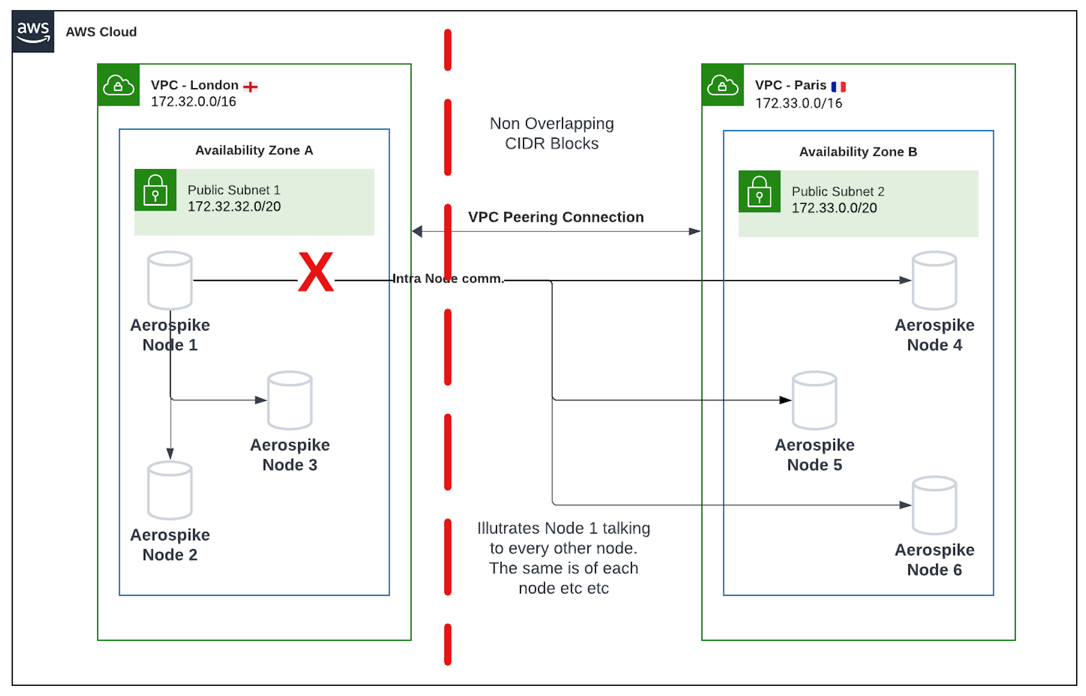 aws
AWS Cloud
VPC - London
172.32.0.0/16
Availability Zone A
Public Subnet 1
172.32.32.0/20
Non Overlapping
CIDR Blocks
VPC Peering Connection
VPC - Paris
172.33.0.0/16
Availability Zone B
Public Subnet 2
172.33.0.0/20
X
Intra Node comm.
Aerospike
Node 1
Aerospike
Node 3
Aerospike
Node 2
Aerospike
Node 4
Aerospike
Node 5
Aerospike
Node 6
Illutrates Node 1 talking
to every other node.
The same is of each
node etc etc